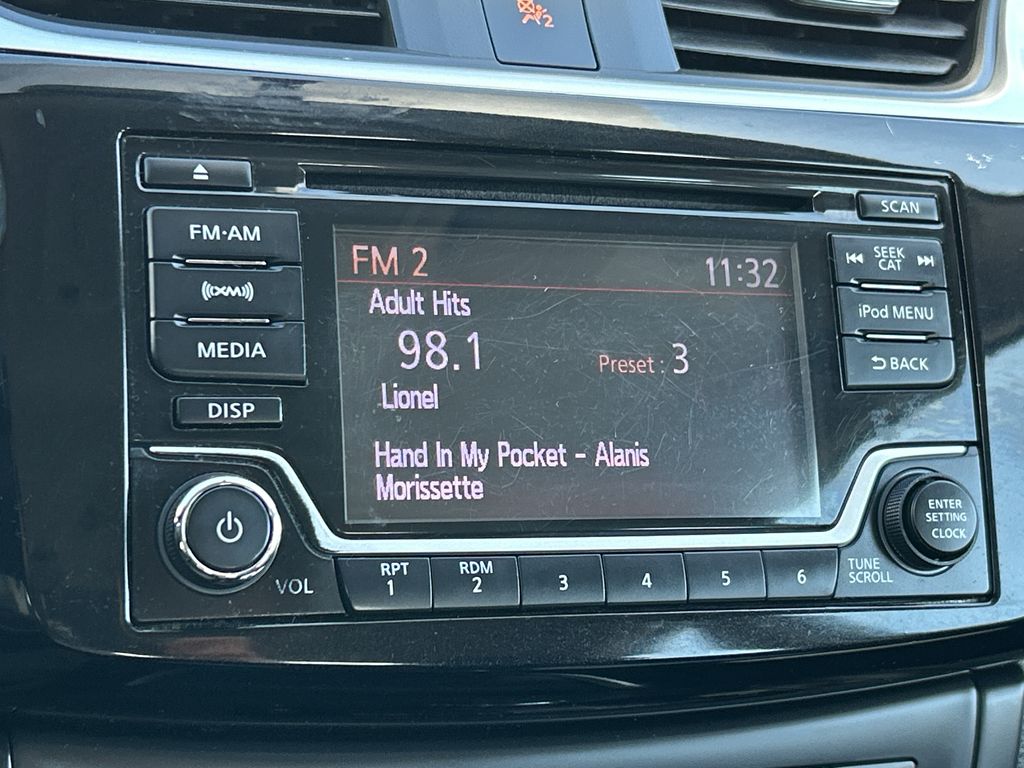 2
SCAN
FM·AM
SEEK
CAT
FM 2
11:32
XM
Adult Hits
iPod MENU
98.1
Preset : 3
MEDIA
BACK
Lionel
DISP
Hand In My Pocket - Alanis
Morissette
ENTER
SETTING
CLOCK
VOL
RPT
1
RDM
2
3
4
5
6
TUNE
SCROLL